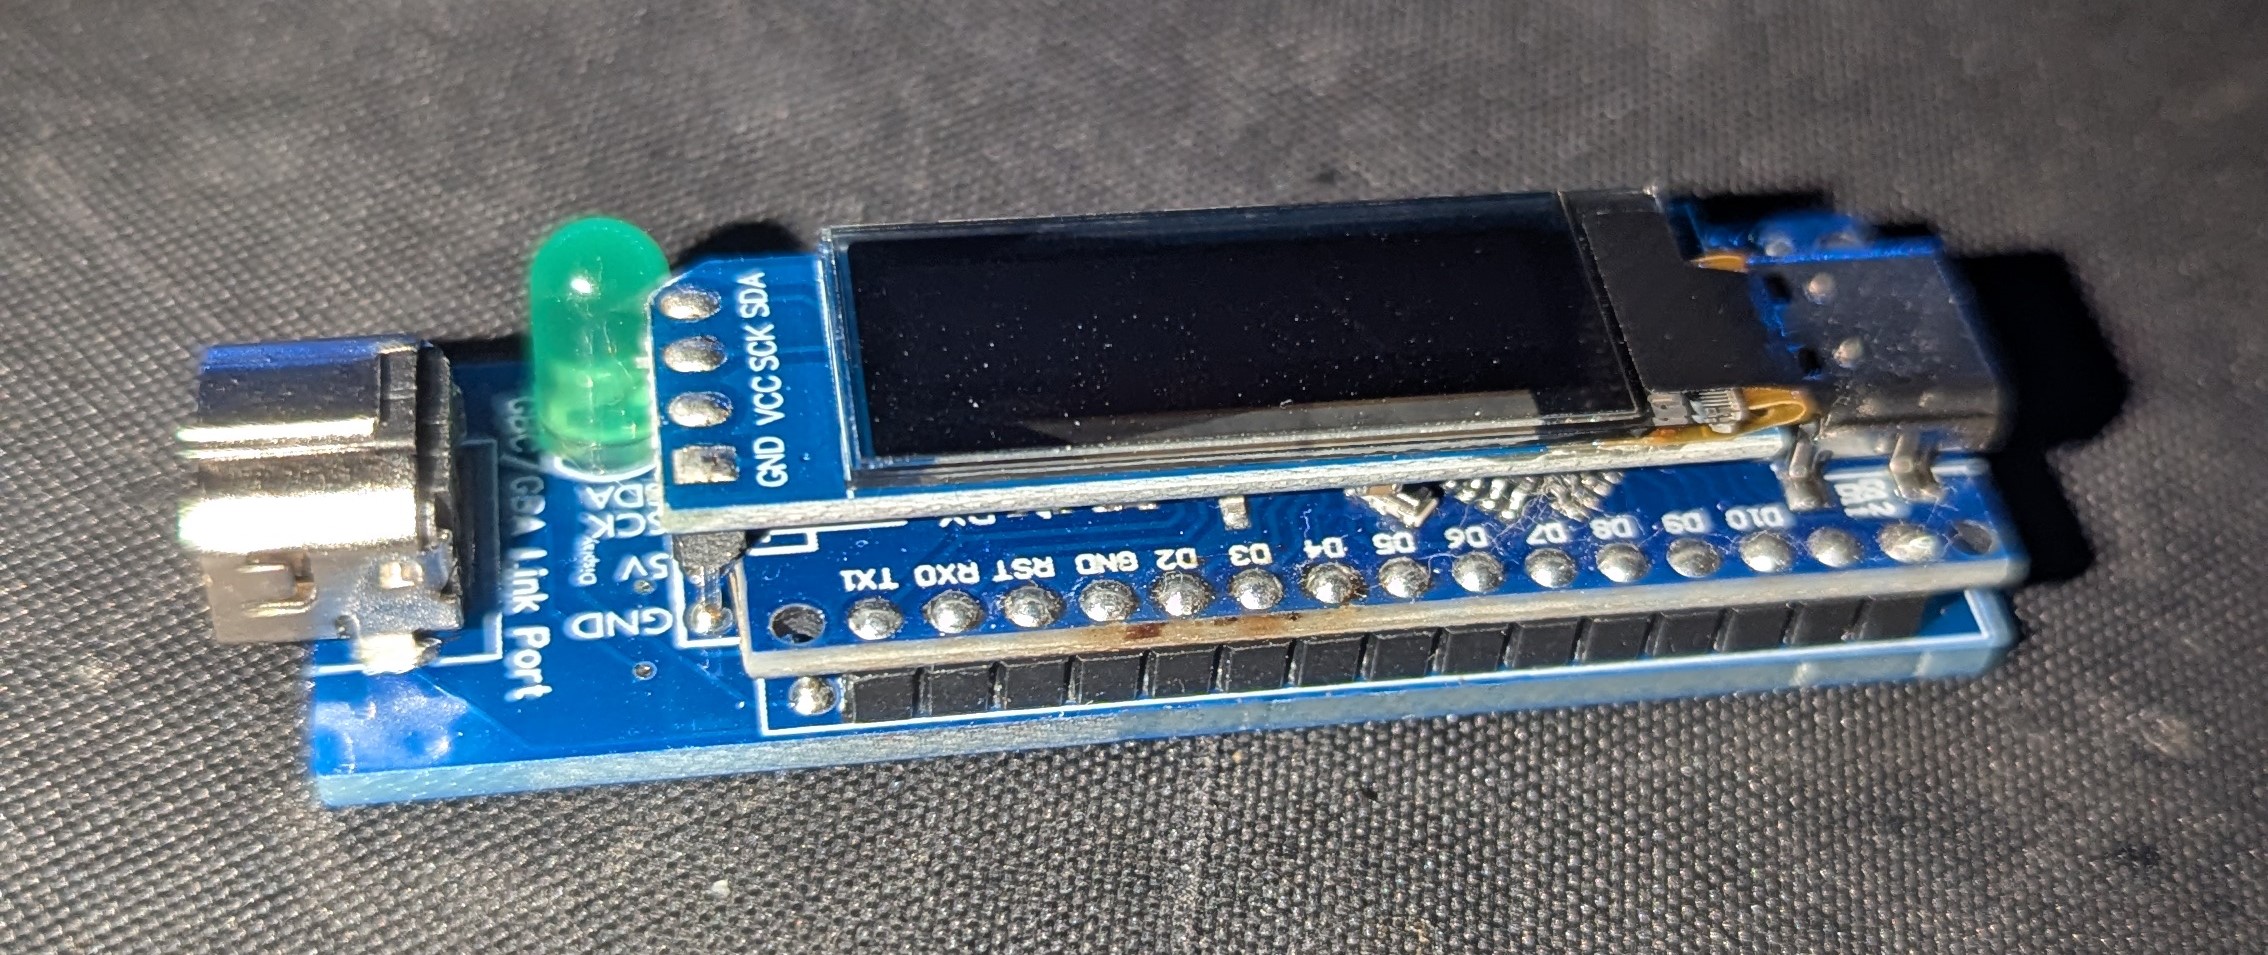 GND VCC SCK SDA
TX1 RX0 RST GND D2 D3 D4 D5 D6 D7 D8 D9 D10
GBC/GBA Link Port
SDA
SCK
5V
GND